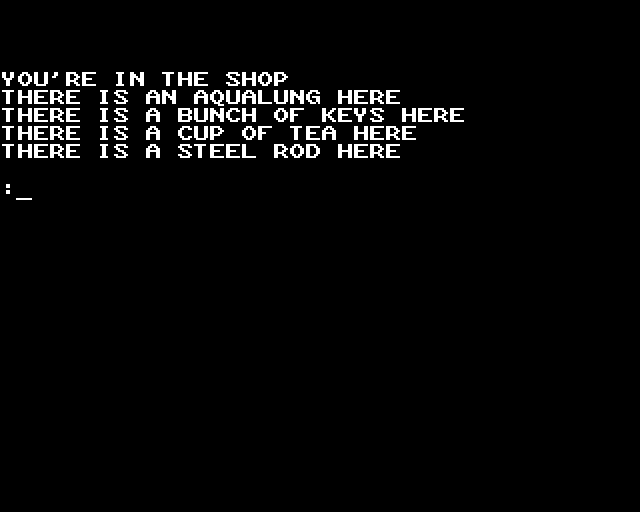 YOU'RE IN THE SHOP
THERE IS AN AQUALUNG HERE
THERE IS A BUNCH OF KEYS HERE
THERE IS A CUP OF TEA HERE
THERE IS A STEEL ROD HERE
:_